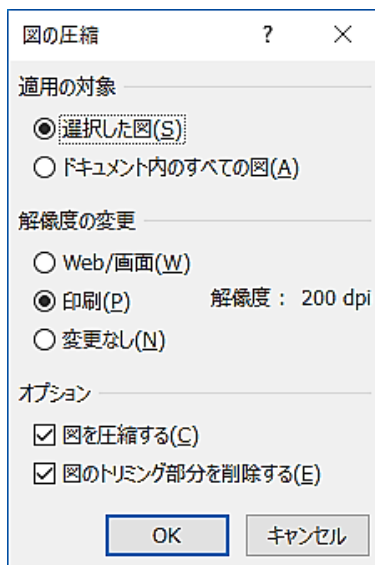 図の圧縮 ?
適用の対象
選択した図(S)
ドキュメント内のすべての図(A)
解像度の変更
Web/画面(W)
印刷(P) 解像度： 200 dpi
変更なし(N)
オプション
図を圧縮する(C)
図のトリミング部分を削除する(E)
OK キャンセル